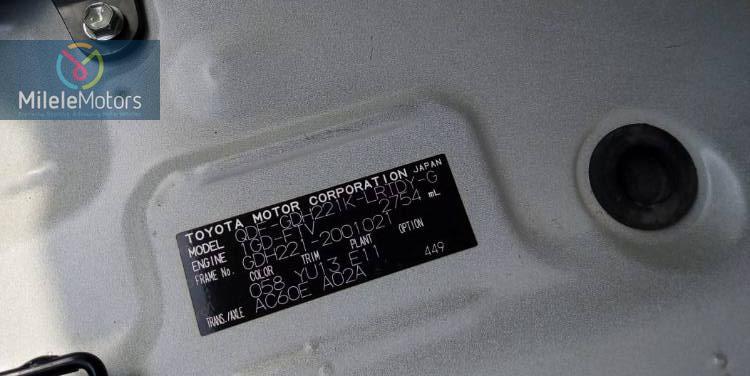 MileleMotors
TOYOTA MOTOR CORPORATION JAPAN
MODEL QDF-GDH221K-LRTDY-G
ENGINE 1GD-FTV 2754 mL
FRAME No. GDH221-2001021
COLOR TRIM PLANT OPTION
058 YU13 E11 449
TRANS./AXLE AC60E A02A